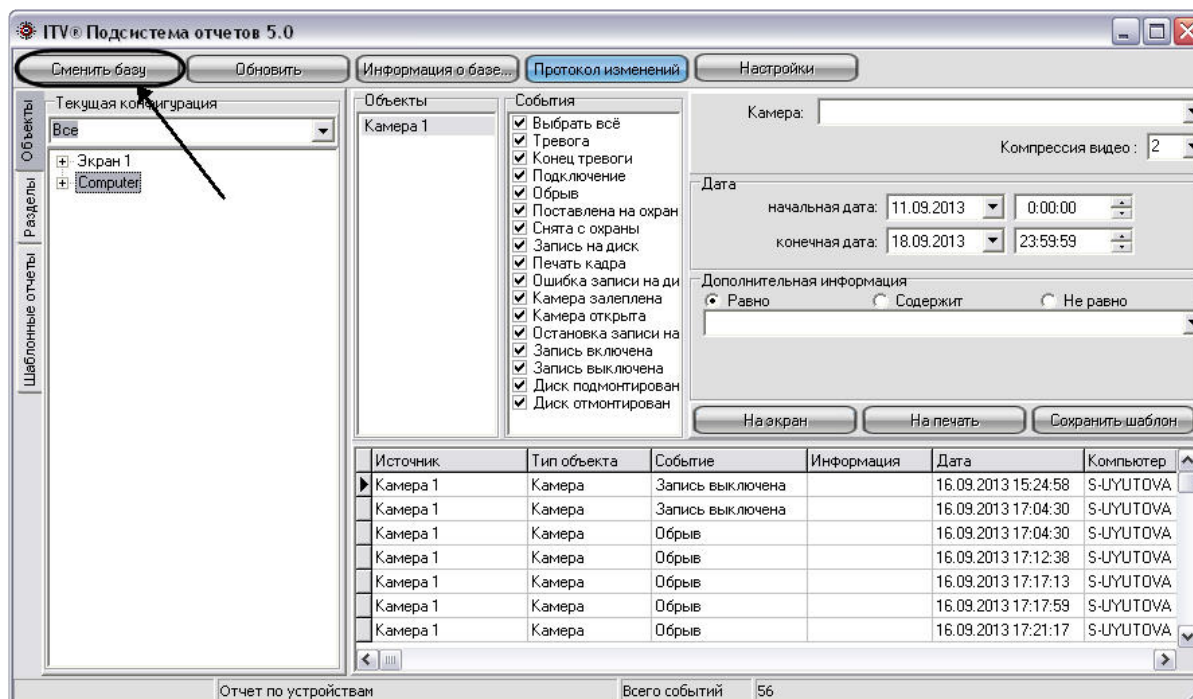 ITV® Подсистема отчетов 5.0
Сменить базу Обновить Информация о базе... Протокол изменений Настройки
Объекты
Разделы
Шаблонные отчеты
Текущая конфигурация
Все
Экран 1
Computer
Объекты
Камера 1
События
Выбрать всё
Тревога
Конец тревоги
Подключение
Обрыв
Поставлена на охран
Снята с охраны
Запись на диск
Печать кадра
Ошибка записи на ди
Камера залеплена
Камера открыта
Остановка записи на
Запись включена
Запись выключена
Диск подмонтирован
Диск отмонтирован
Камера:
Компрессия видео : 2
Дата
начальная дата: 11.09.2013 0:00:00
конечная дата: 18.09.2013 23:59:59
Дополнительная информация
Равно Содержит Не равно
На экран На печать Сохранить шаблон
Источник Тип объекта Событие Информация Дата Компьютер
Камера 1 Камера Запись выключена 16.09.2013 15:24:58 S-UYUTOVA
Камера 1 Камера Запись выключена 16.09.2013 17:04:30 S-UYUTOVA
Камера 1 Камера Обрыв 16.09.2013 17:04:30 S-UYUTOVA
Камера 1 Камера Обрыв 16.09.2013 17:12:38 S-UYUTOVA
Камера 1 Камера Обрыв 16.09.2013 17:17:13 S-UYUTOVA
Камера 1 Камера Обрыв 16.09.2013 17:17:59 S-UYUTOVA
Камера 1 Камера Обрыв 16.09.2013 17:21:17 S-UYUTOVA
Отчет по устройствам Всего событий 56